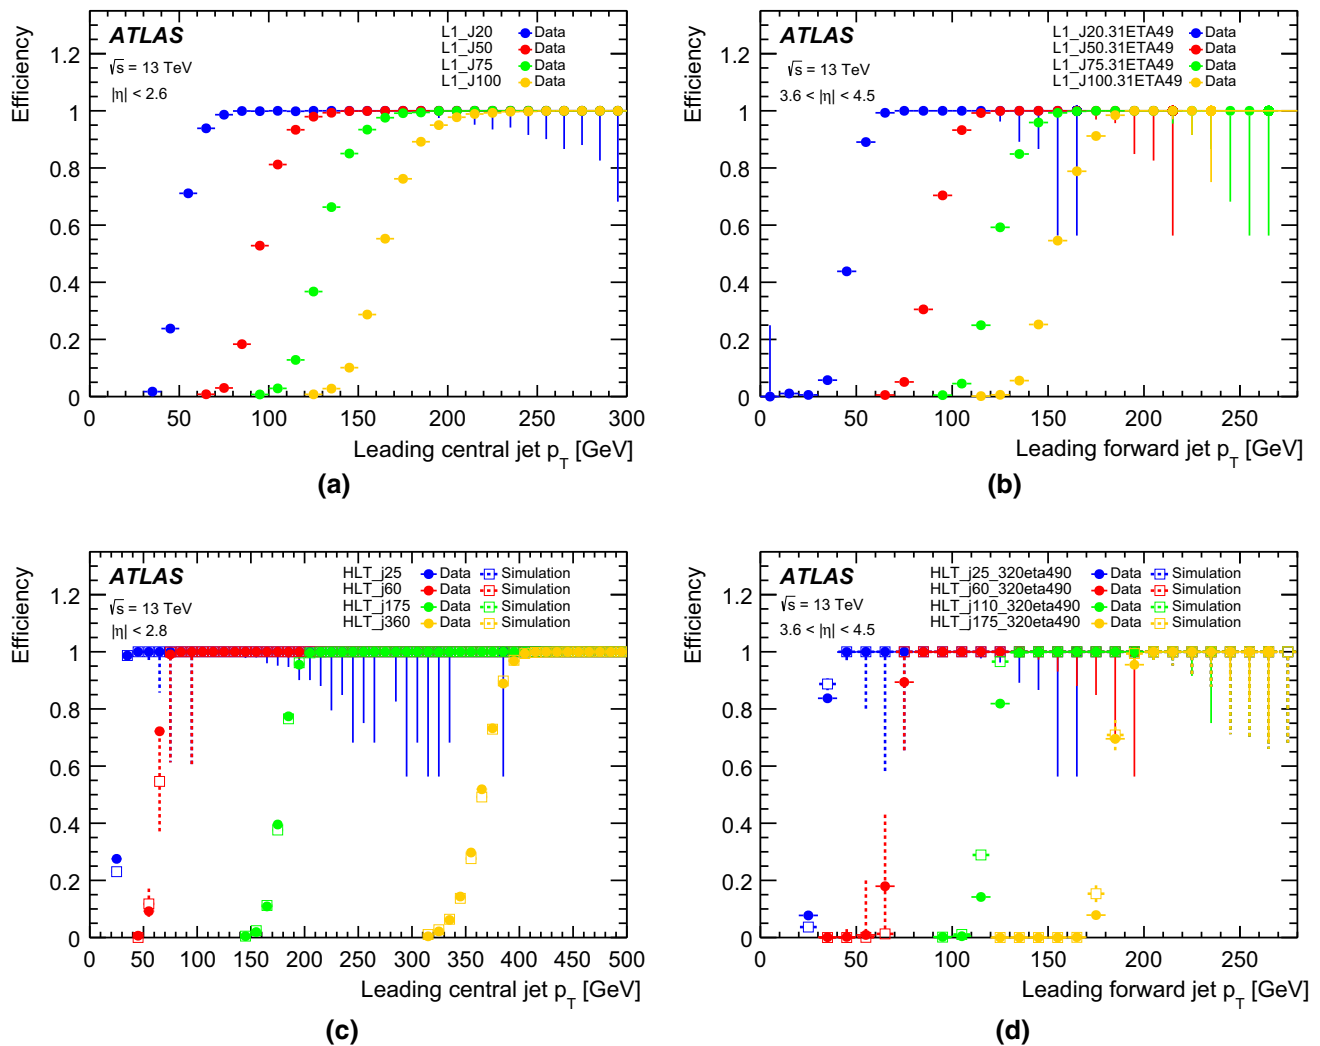 Efficiency
1.2
1
0.8
0.6
0.4
0.2
0
ATLAS
√s = 13 TeV
|η| < 2.6
L1_J20 Data
L1_J50 Data
L1_J75 Data
L1_J100 Data
0 50 100 150 200 250 300
Leading central jet p_T [GeV]
(a)
Efficiency
1.2
1
0.8
0.6
0.4
0.2
0
ATLAS
√s = 13 TeV
3.6 < |η| < 4.5
L1_J20.31ETA49 Data
L1_J50.31ETA49 Data
L1_J75.31ETA49 Data
L1_J100.31ETA49 Data
0 50 100 150 200 250
Leading forward jet p_T [GeV]
(b)
Efficiency
1.2
1
0.8
0.6
0.4
0.2
0
ATLAS
√s = 13 TeV
|η| < 2.8
HLT_j25 Data Simulation
HLT_j60 Data Simulation
HLT_j175 Data Simulation
HLT_j360 Data Simulation
0 50 100 150 200 250 300 350 400 450 500
Leading central jet p_T [GeV]
(c)
Efficiency
1.2
1
0.8
0.6
0.4
0.2
0
ATLAS
√s = 13 TeV
3.6 < |η| < 4.5
HLT_j25_320eta490 Data Simulation
HLT_j60_320eta490 Data Simulation
HLT_j110_320eta490 Data Simulation
HLT_j175_320eta490 Data Simulation
0 50 100 150 200 250
Leading forward jet p_T [GeV]
(d)